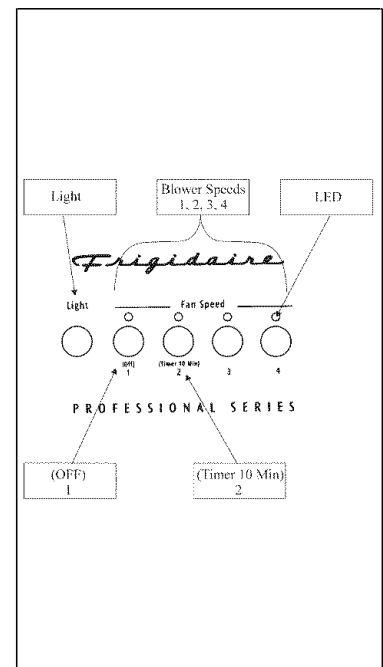 Light
Blower Speeds
1, 2, 3, 4
LED
Frigidaire
Light
Fan Speed
(Off)
1
(Timer 10 Min)
2
3
4
PROFESSIONAL SERIES
(OFF)
1
(Timer 10 Min)
2